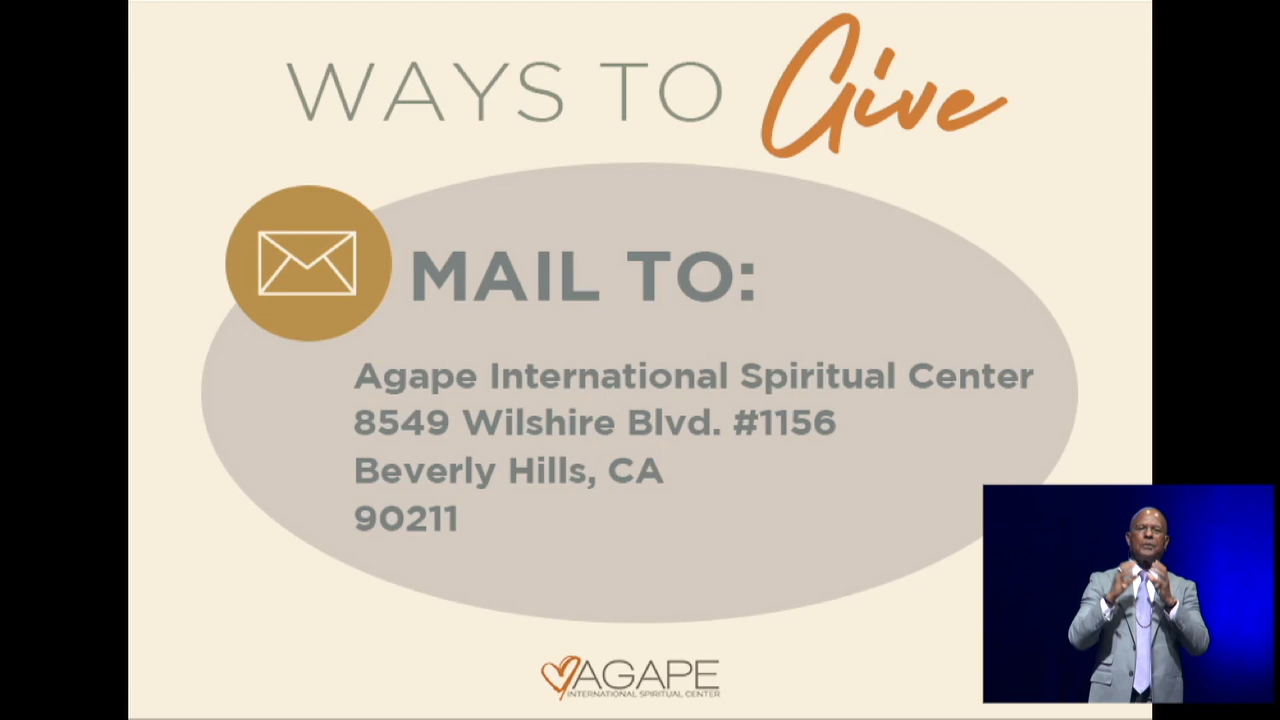 WAYS TO Give
MAIL TO:
Agape International Spiritual Center
8549 Wilshire Blvd. #1156
Beverly Hills, CA
90211
AGAPE
INTERNATIONAL SPIRITUAL CENTER